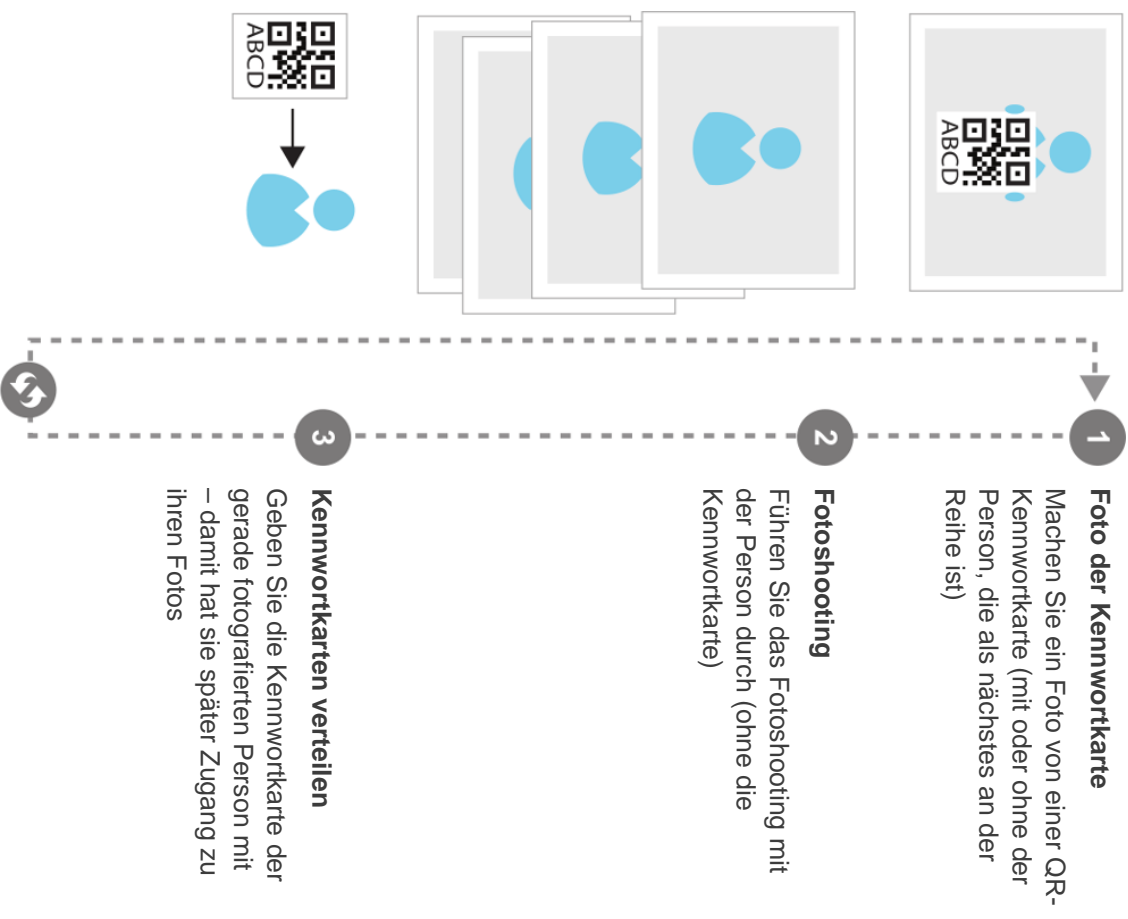 ABCD
1
Foto der Kennwortkarte
Machen Sie ein Foto von einer QR-
Kennwortkarte (mit oder ohne der
Person, die als nächstes an der
Reihe ist)
2
Fotoshooting
Führen Sie das Fotoshooting mit
der Person durch (ohne die
Kennwortkarte)
ABCD
3
Kennwortkarten verteilen
Geben Sie die Kennwortkarte der
gerade fotografierten Person mit
– damit hat sie später Zugang zu
ihren Fotos